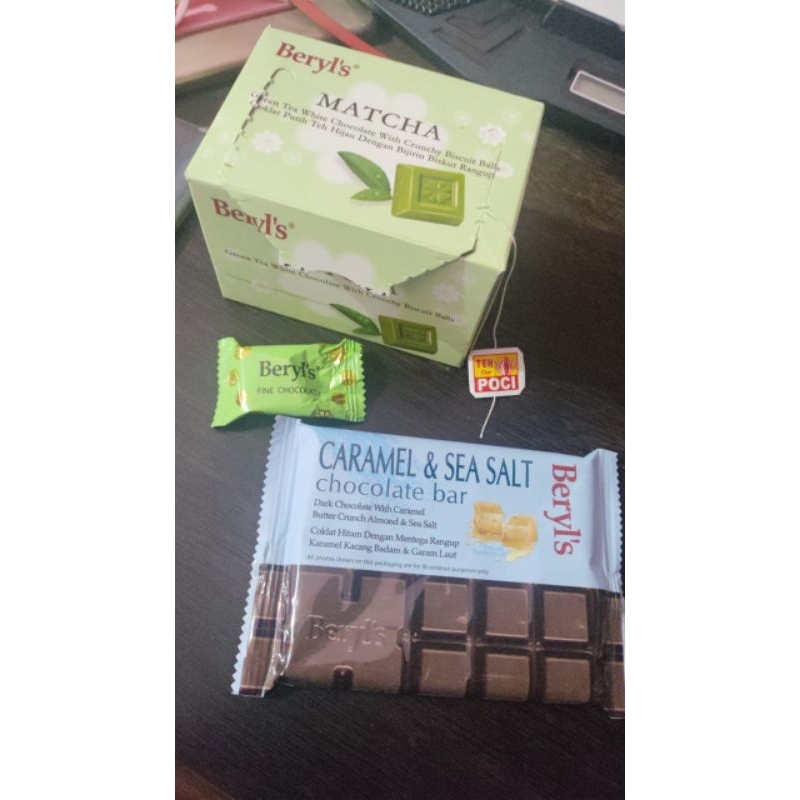 Beryl's®
MATCHA
Green Tea White Chocolate With Crunchy Biscuit Balls
Coklat Putih Teh Hijau Dengan Bijirin Biskut Rangup
Beryl's®
Green Tea White Chocolate With Crunchy Biscuit Balls
Beryl's®
FINE CHOCOLATE
TEH
POCI
CARAMEL & SEA SALT
chocolate bar
Dark Chocolate With Caramel
Butter Crunch Almond & Sea Salt
Coklat Hitam Dengan Mentega Rangup
Karamel Kacang Badam & Garam Laut
All photos shown on this packaging are for illustration purposes only
Beryl's
Beryl's